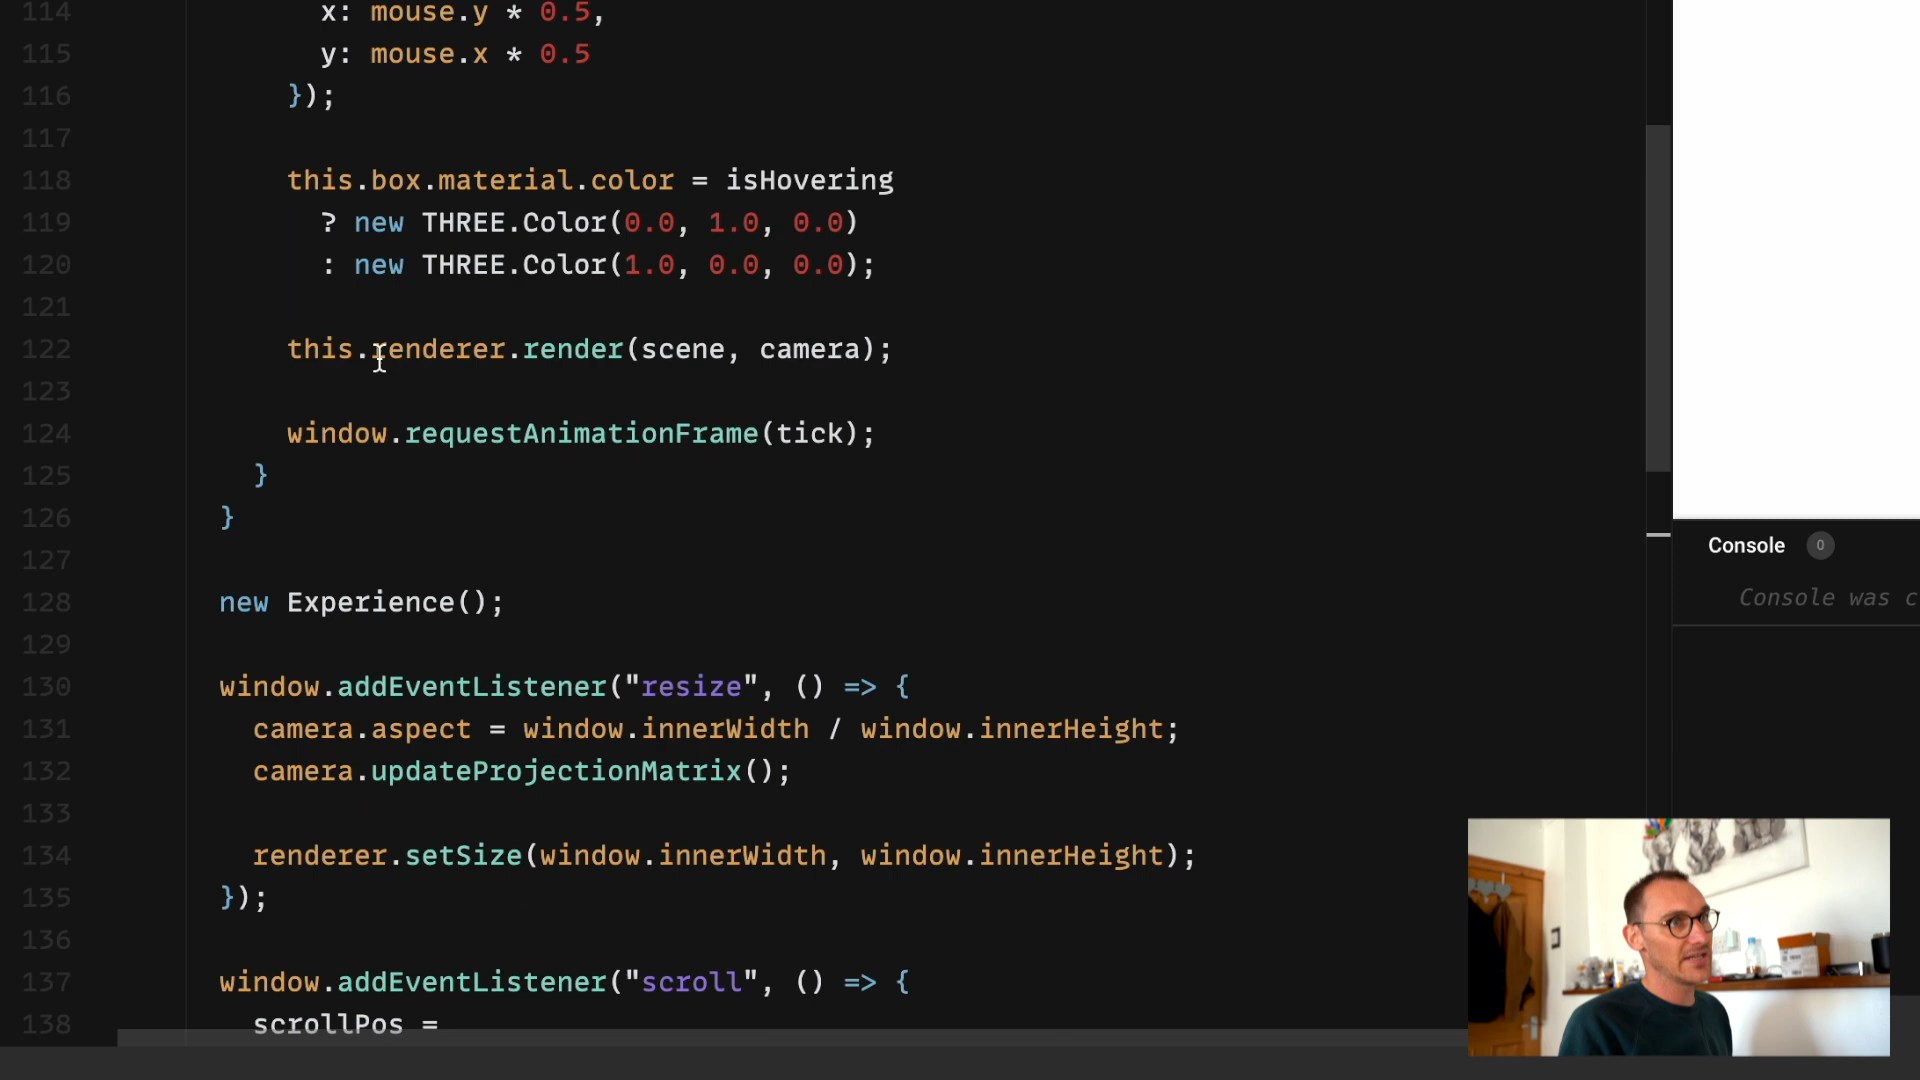 114 x: mouse.y * 0.5,
115 y: mouse.x * 0.5
116 });
117
118 this.box.material.color = isHovering
119 ? new THREE.Color(0.0, 1.0, 0.0)
120 : new THREE.Color(1.0, 0.0, 0.0);
121
122 this.renderer.render(scene, camera);
123
124 window.requestAnimationFrame(tick);
125 }
126 }
127
128 new Experience();
129
130 window.addEventListener("resize", () => {
131 camera.aspect = window.innerWidth / window.innerHeight;
132 camera.updateProjectionMatrix();
133
134 renderer.setSize(window.innerWidth, window.innerHeight);
135 });
136
137 window.addEventListener("scroll", () => {
138 scrollPos =
Console 0
Console was c